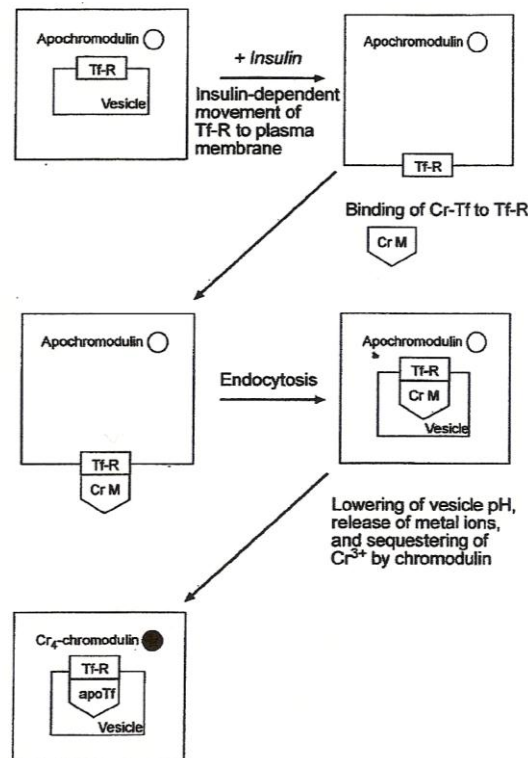 Apochromodulin
Tf-R
Vesicle
+ Insulin
Insulin-dependent
movement of
Tf-R to plasma
membrane
Apochromodulin
Tf-R
Binding of Cr-Tf to Tf-R
Cr M
Apochromodulin
Tf-R
Cr M
Endocytosis
Apochromodulin
Tf-R
Cr M
Vesicle
Lowering of vesicle pH,
release of metal ions,
and sequestering of
Cr³⁺ by chromodulin
Cr₄-chromodulin
Tf-R
apoTf
Vesicle